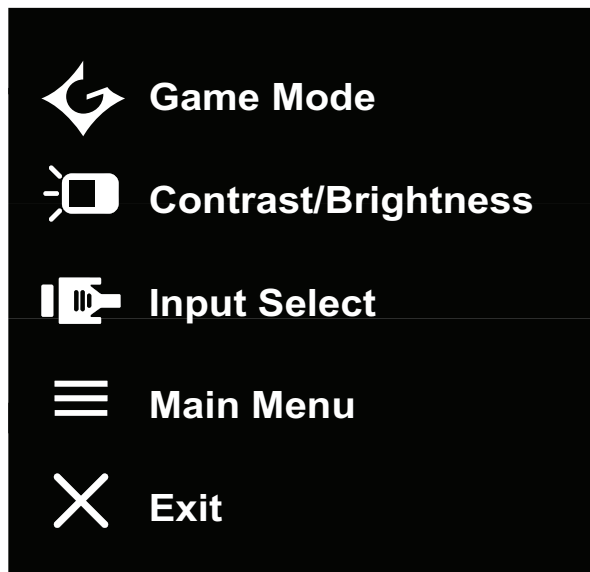 Game Mode
Contrast/Brightness
Input Select
Main Menu
Exit